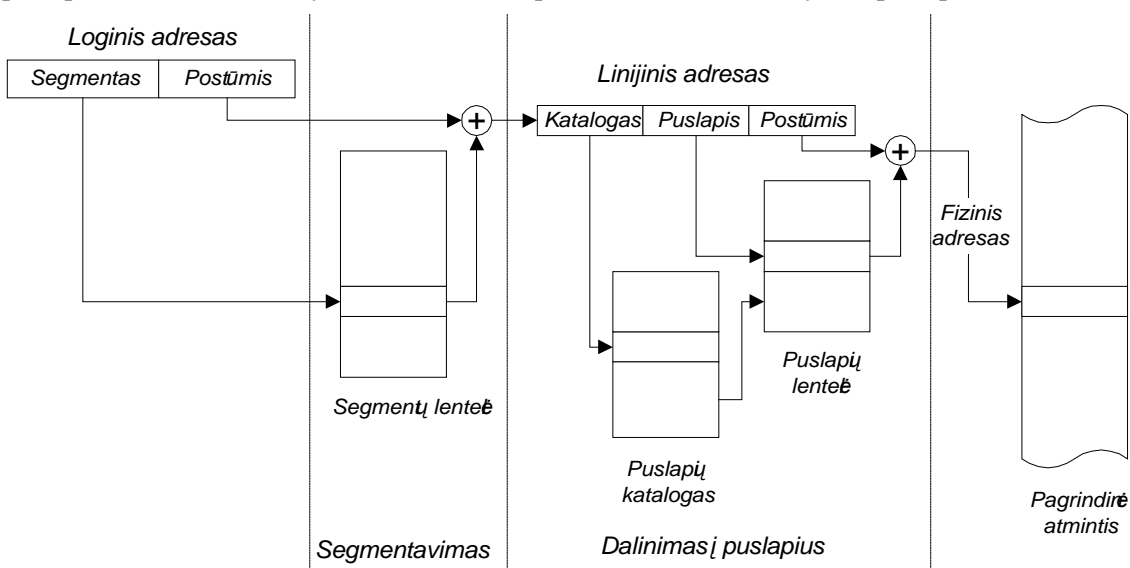 Loginis adresas
Segmentas Postūmis
Linijinis adresas
Katalogas Puslapis Postūmis
+
+
Fizinis
adresas
Segmentų lentelė
Puslapių
lentelė
Puslapių
katalogas
Pagrindinė
atmintis
Segmentavimas
Dalinimas į puslapius